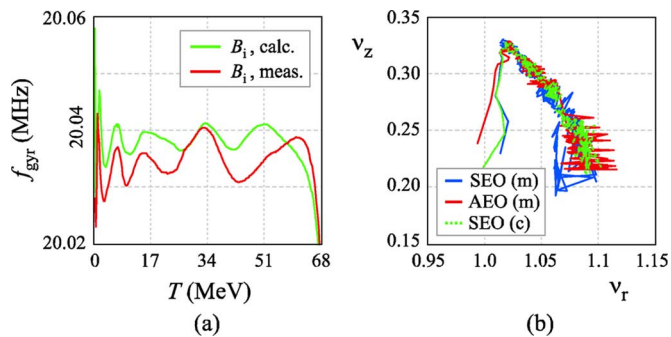 20.06
20.04
20.02
f_gyr (MHz)
B_i, calc.
B_i, meas.
0
17
34
51
68
T (MeV)
(a)
0.35
0.30
0.25
0.20
0.15
ν_z
SEO (m)
AEO (m)
SEO (c)
0.95
1.0
1.05
1.1
1.15
ν_r
(b)